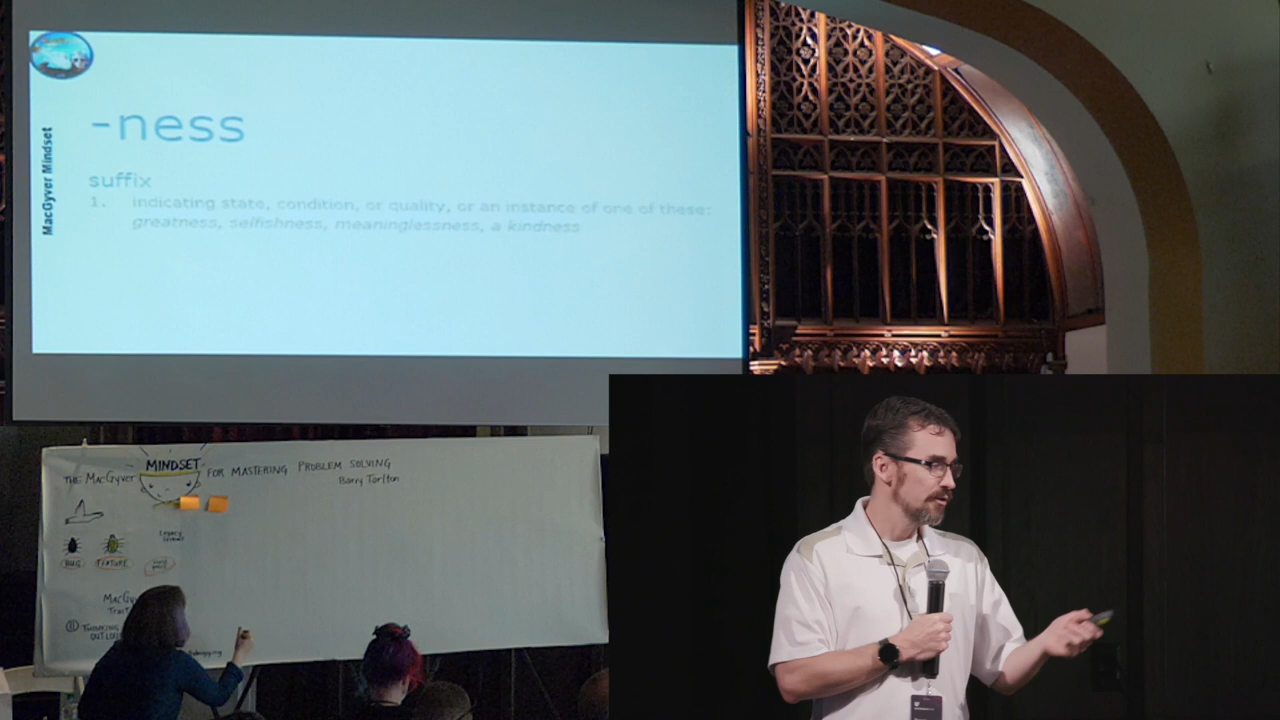 MacGyver Mindset
-ness
suffix
1. indicating state, condition, or quality, or an instance of one of these:
greatness, selfishness, meaninglessness, a kindness
THE MacGyver MINDSET FOR MASTERING PROBLEM SOLVING
Barry Tarlton
BUG FEATURE
THINKING